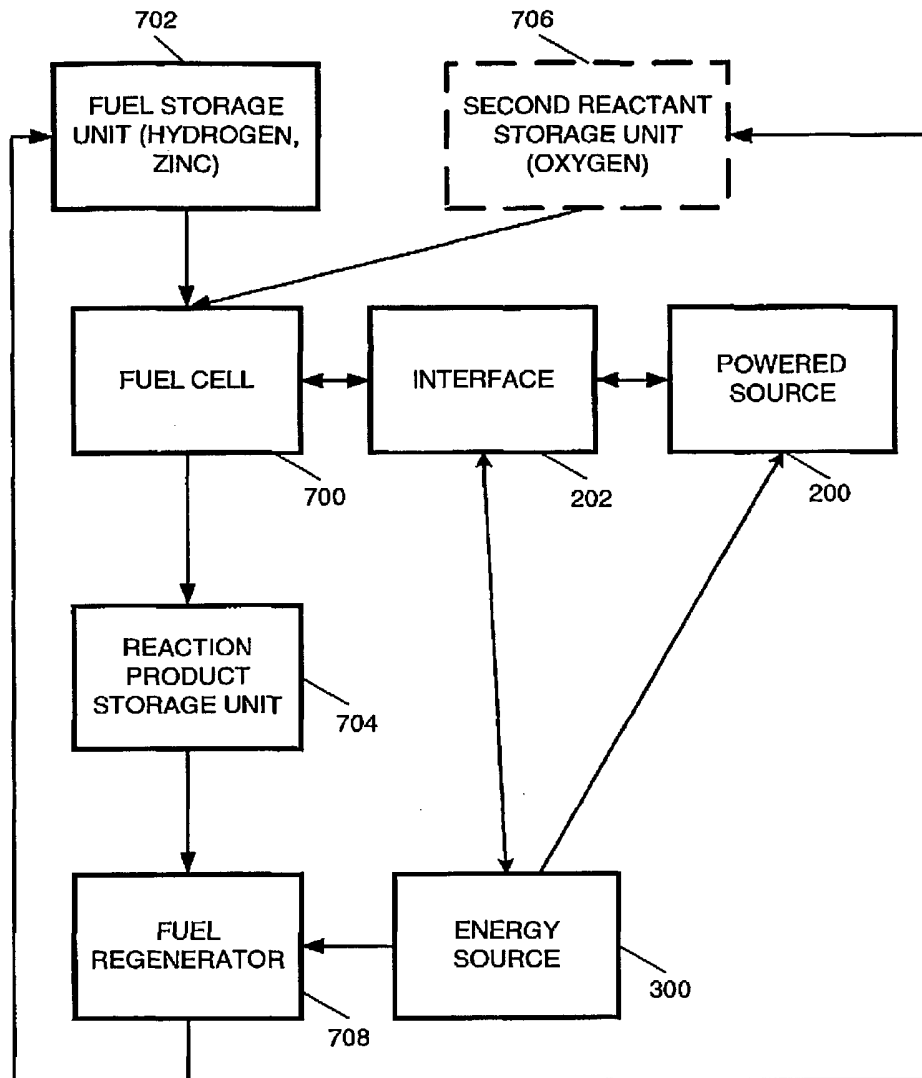 702
706
FUEL STORAGE
UNIT (HYDROGEN,
ZINC)
SECOND REACTANT
STORAGE UNIT
(OXYGEN)
FUEL CELL
INTERFACE
POWERED
SOURCE
700
202
200
REACTION
PRODUCT
STORAGE UNIT
704
FUEL
REGENERATOR
ENERGY
SOURCE
708
300